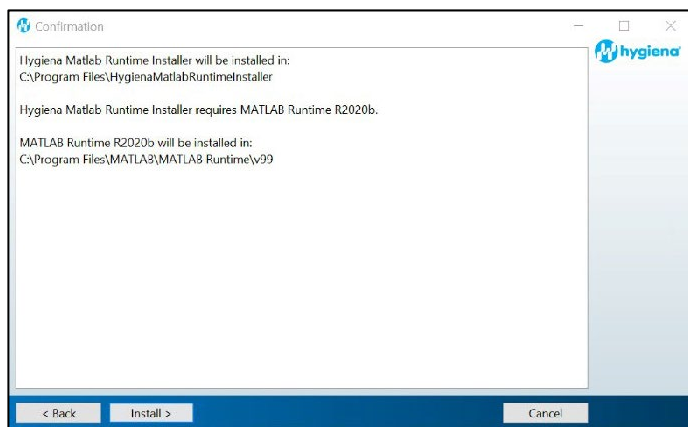 Confirmation
hygiena
Hygiena Matlab Runtime Installer will be installed in:
C:\Program Files\HygienaMatlabRuntimeInstaller
Hygiena Matlab Runtime Installer requires MATLAB Runtime R2020b.
MATLAB Runtime R2020b will be installed in:
C:\Program Files\MATLAB\MATLAB Runtime\v99
< Back
Install >
Cancel